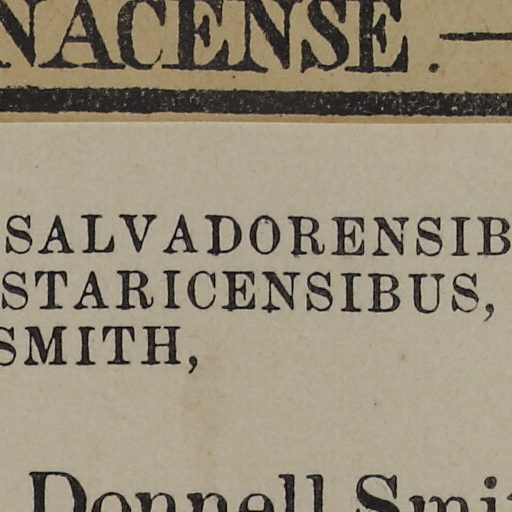 NACENSE. —
SALVADORENSIB
STARICENSIBUS,
SMITH,
Donnell Smi